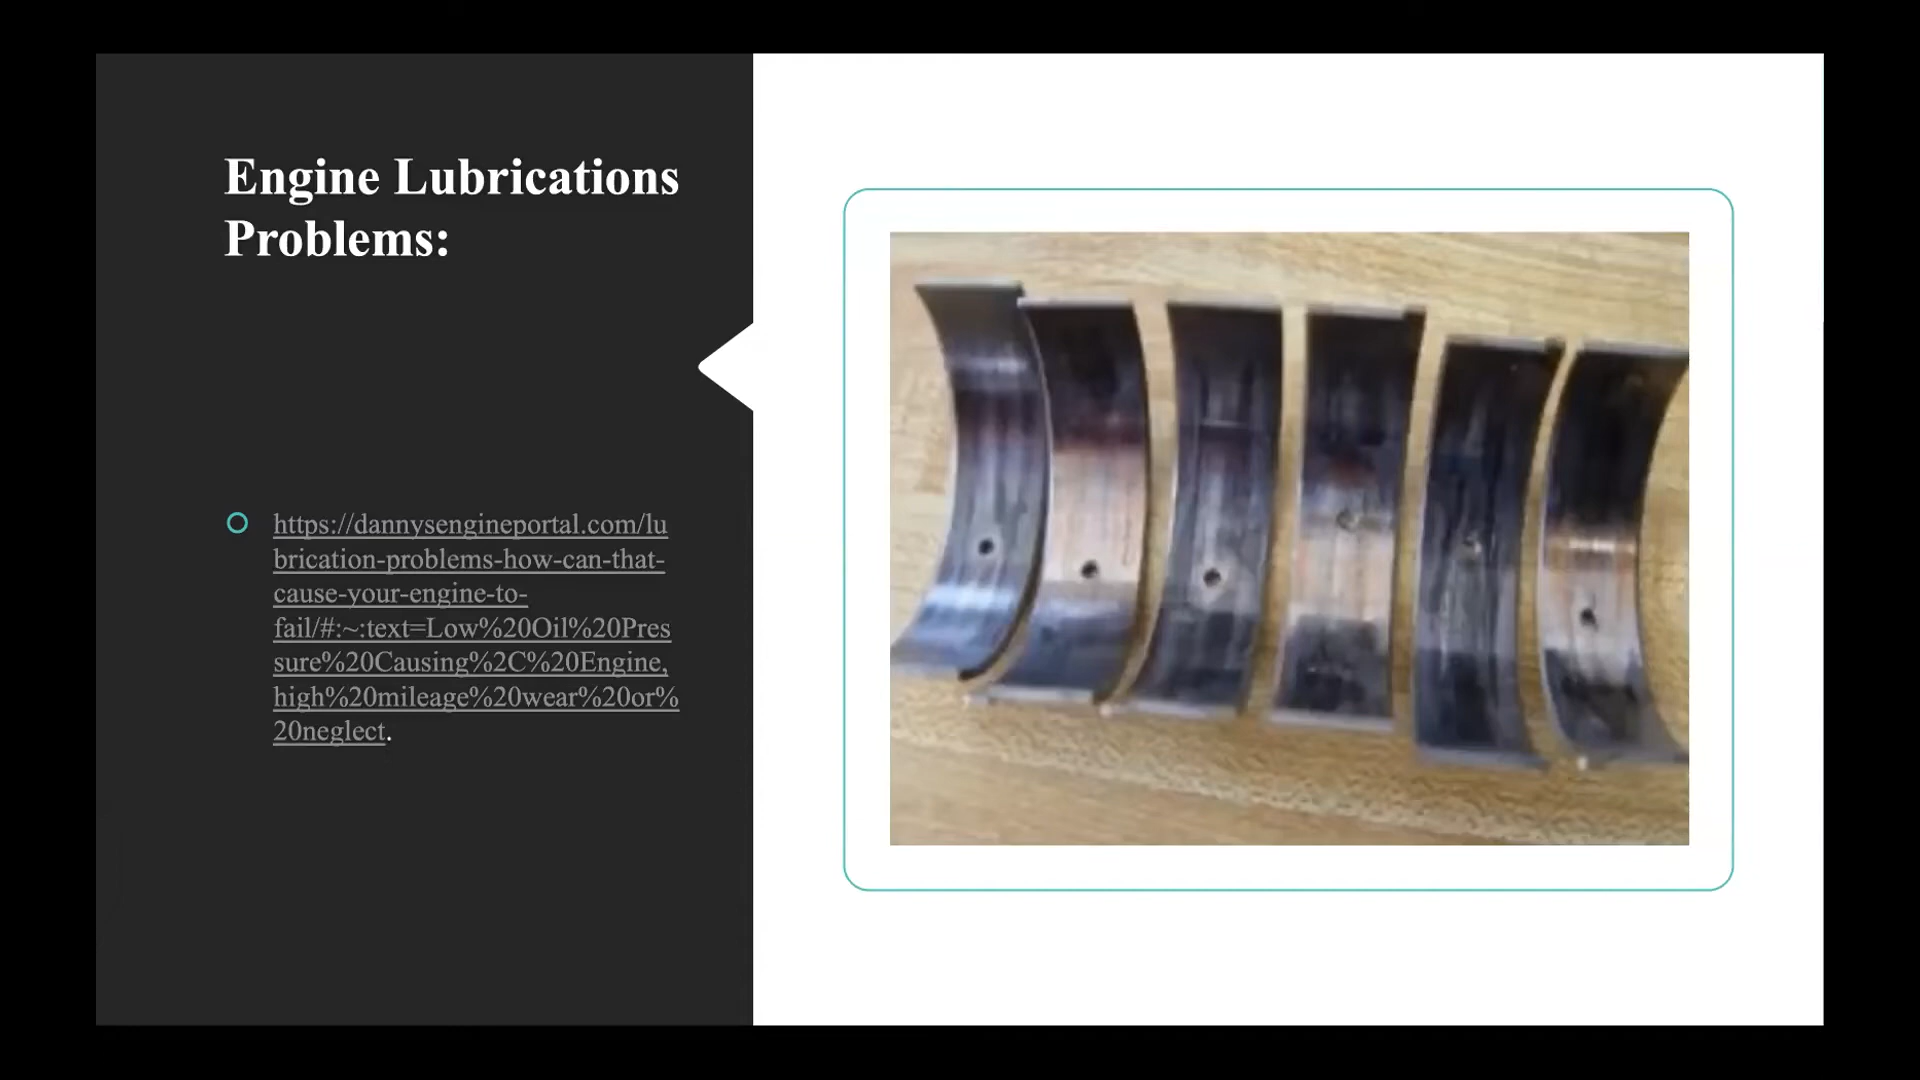 Engine Lubrications
Problems:
https://dannysengineportal.com/lu
brication-problems-how-can-that-
cause-your-engine-to-
fail/#:~:text=Low%20Oil%20Pres
sure%20Causing%2C%20Engine,
high%20mileage%20wear%20or%
20neglect.